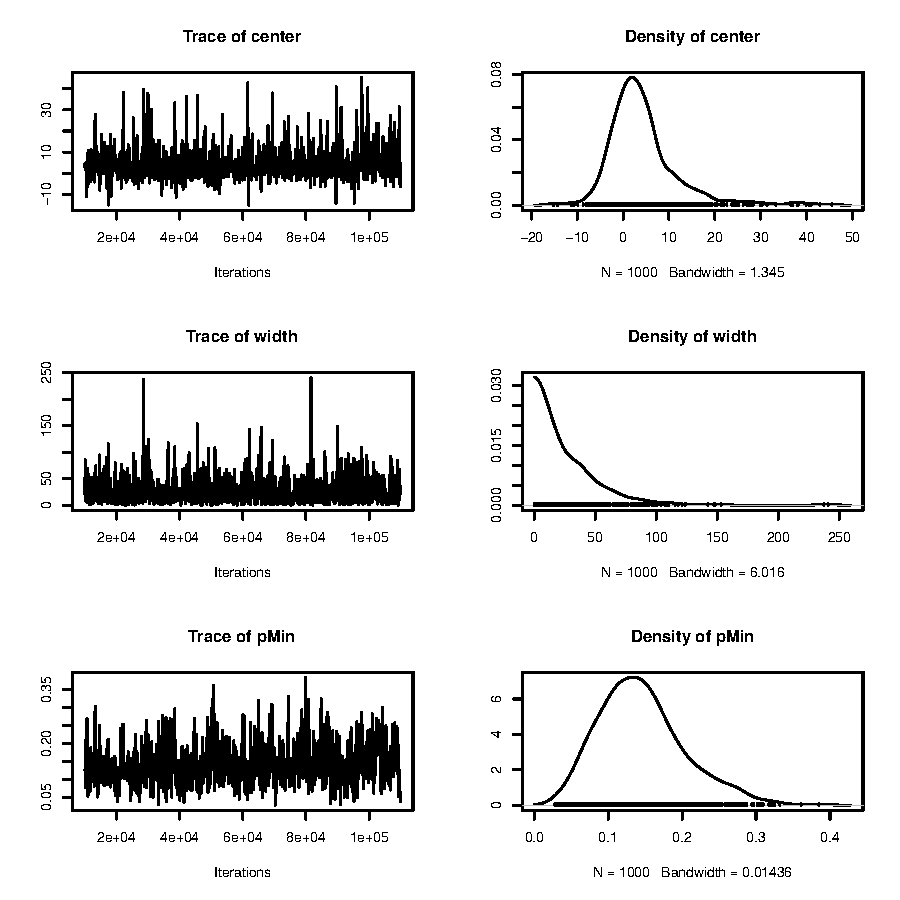 Trace of center
30
10
−10
2e+04 4e+04 6e+04 8e+04 1e+05
Iterations
Density of center
0.08
0.04
0.00
−20 −10 0 10 20 30 40 50
N = 1000 Bandwidth = 1.345
Trace of width
250
150
50
0
2e+04 4e+04 6e+04 8e+04 1e+05
Iterations
Density of width
0.030
0.015
0.000
0 50 100 150 200 250
N = 1000 Bandwidth = 6.016
Trace of pMin
0.35
0.20
0.05
2e+04 4e+04 6e+04 8e+04 1e+05
Iterations
Density of pMin
6
4
2
0
0.0 0.1 0.2 0.3 0.4
N = 1000 Bandwidth = 0.01436